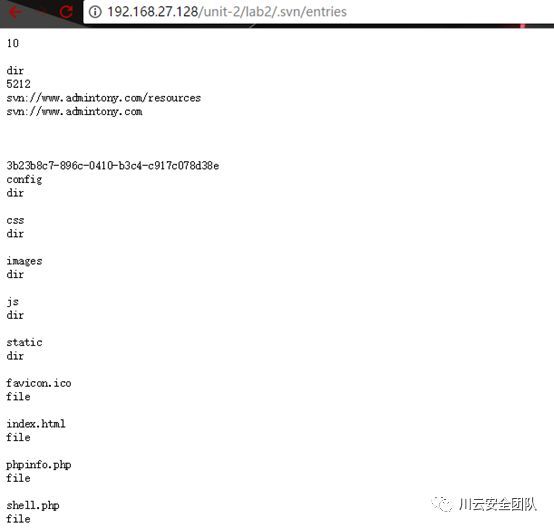 192.168.27.128/unit-2/lab2/.svn/entries
10
dir
5212
svn://www.admintony.com/resources
svn://www.admintony.com
3b23b8c7-896c-0410-b3c4-c917c078d38e
config
dir
css
dir
images
dir
js
dir
static
dir
favicon.ico
file
index.html
file
phpinfo.php
file
shell.php
file
川云安全团队